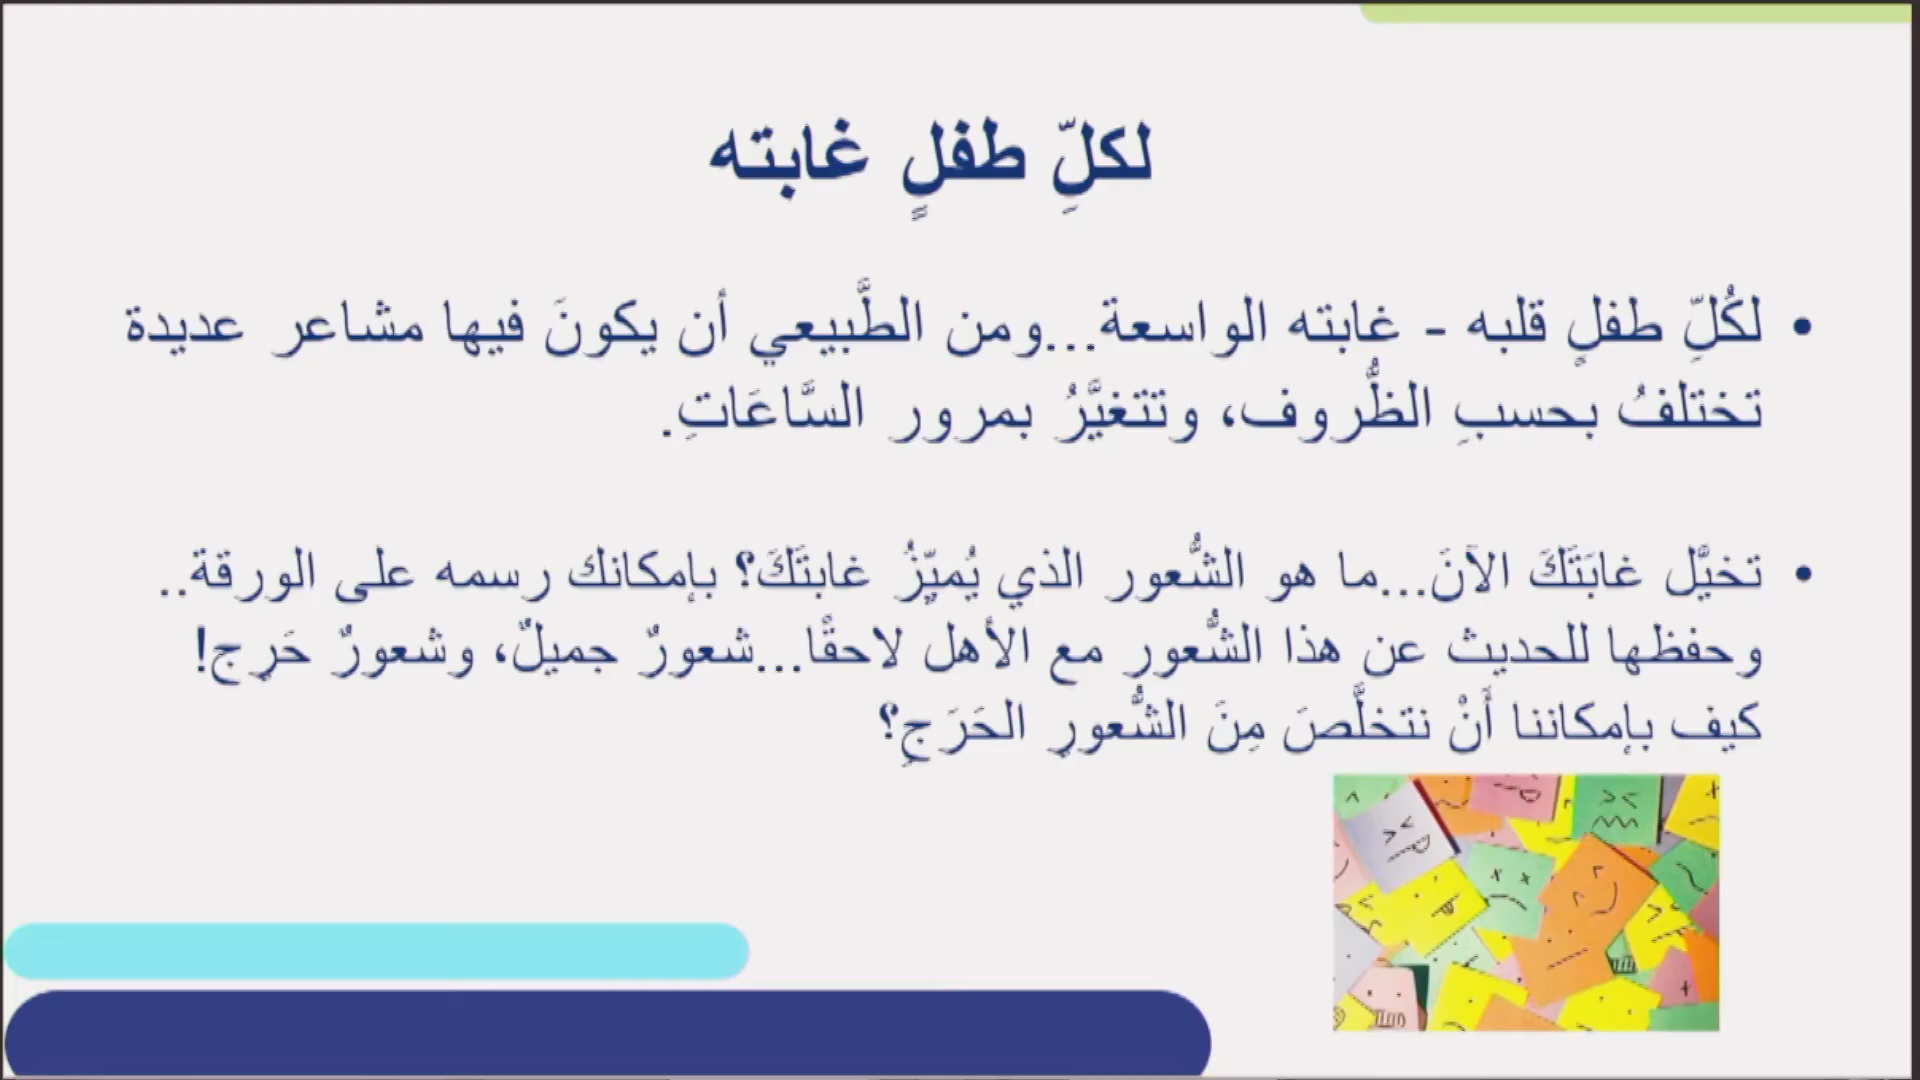 لكلِّ طفلٍ غابته
• لكُلِّ طفلٍ قلبه - غابته الواسعة...ومن الطَّبيعي أن يكونَ فيها مشاعر عديدة
تختلفُ بحسبِ الظُّروف، وتتغيَّرُ بمرور السَّاعَاتِ.
• تخيَّل غابَتَكَ الآنَ...ما هو الشُّعور الذي يُميِّزُ غابتَكَ؟ بإمكانك رسمه على الورقة..
وحفظها للحديث عن هذا الشُّعور مع الأهل لاحقًا...شعورٌ جميلٌ، وشعورٌ حَرِج!
كيف بإمكاننا أَنْ نتخلَّصَ مِنَ الشُّعورِ الحَرَجِ؟